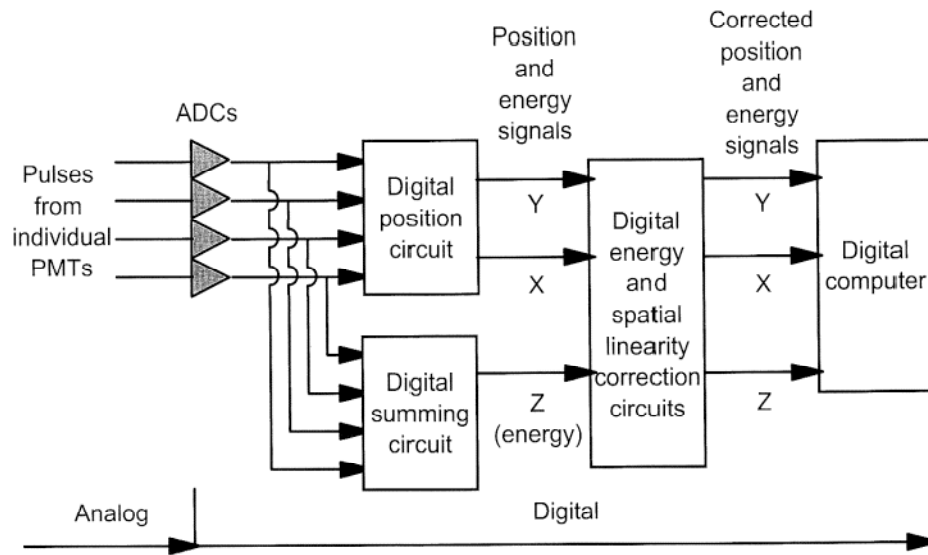 ADCs
Pulses
from
individual
PMTs
Digital
position
circuit
Digital
summing
circuit
Position
and
energy
signals
Y
X
Z
(energy)
Digital
energy
and
spatial
linearity
correction
circuits
Corrected
position
and
energy
signals
Y
X
Z
Digital
computer
Analog
Digital